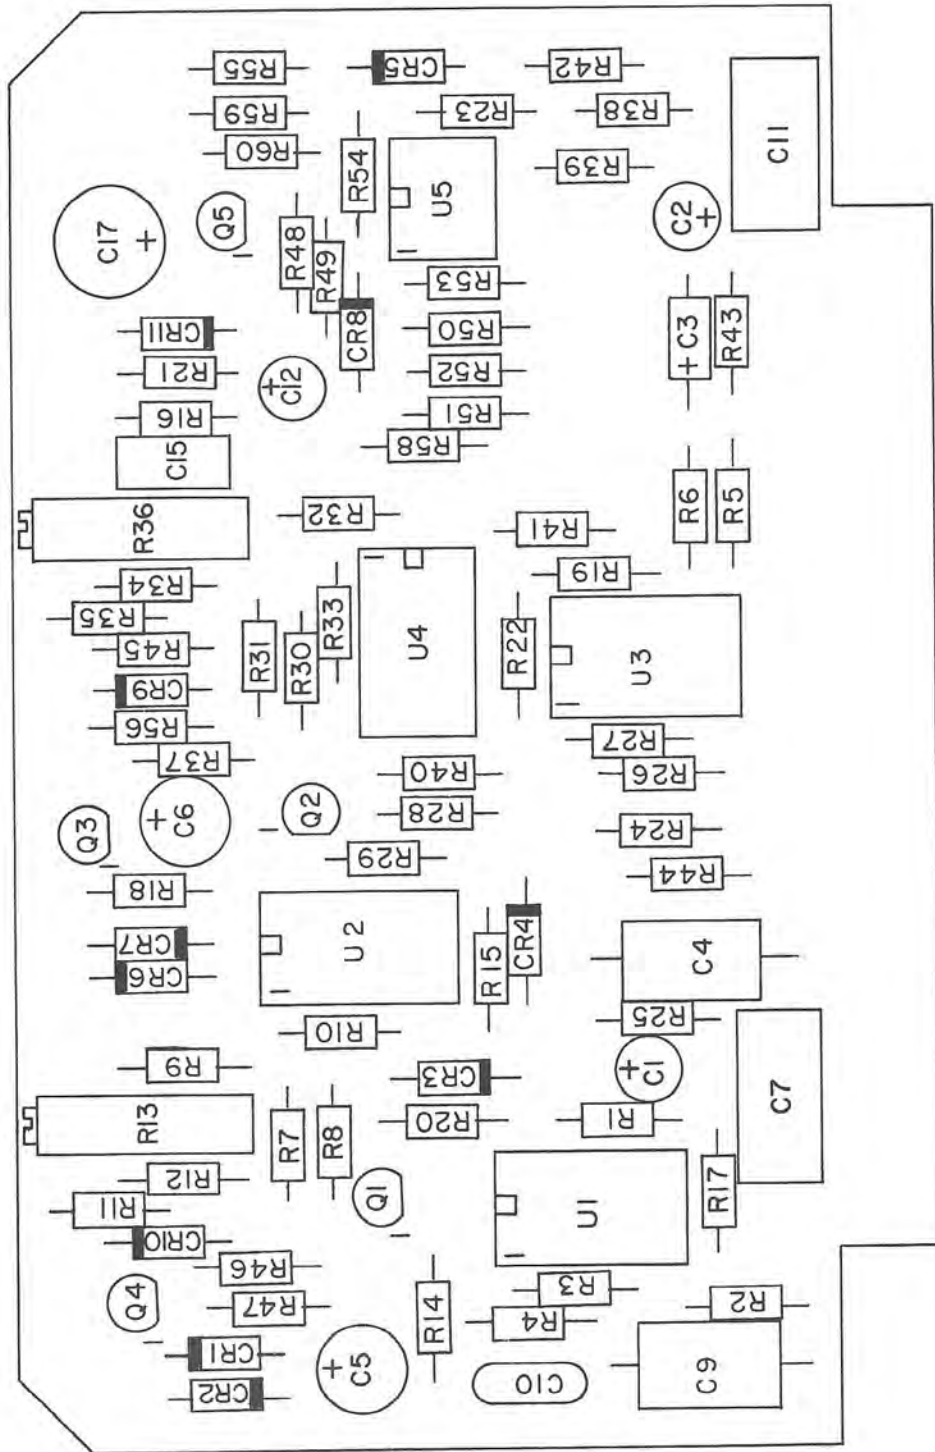 R55
CR5
R42
R59
R23
R38
C11
R60
R54
R39
U5
C17
+
Q5
C2
+
R48
R49
R53
CR11
CR8
R50
+ C3
R43
R21
+
C12
R52
R16
R51
C15
R58
R36
R32
R6
R5
R41
R34
R19
R35
R33
R45
R31
R30
U4
R22
U3
CR9
R56
R37
R27
R40
R26
Q3
+
C6
Q2
R28
R24
R29
R44
R18
CR7
CR6
U2
R15
CR4
C4
R10
R25
R9
CR3
+
C1
C7
R13
R7
R8
R20
R1
R12
R11
Q1
U1
R17
CR10
R46
R3
Q4
R47
R14
R4
R2
CR1
+
C5
CR2
C10
C9